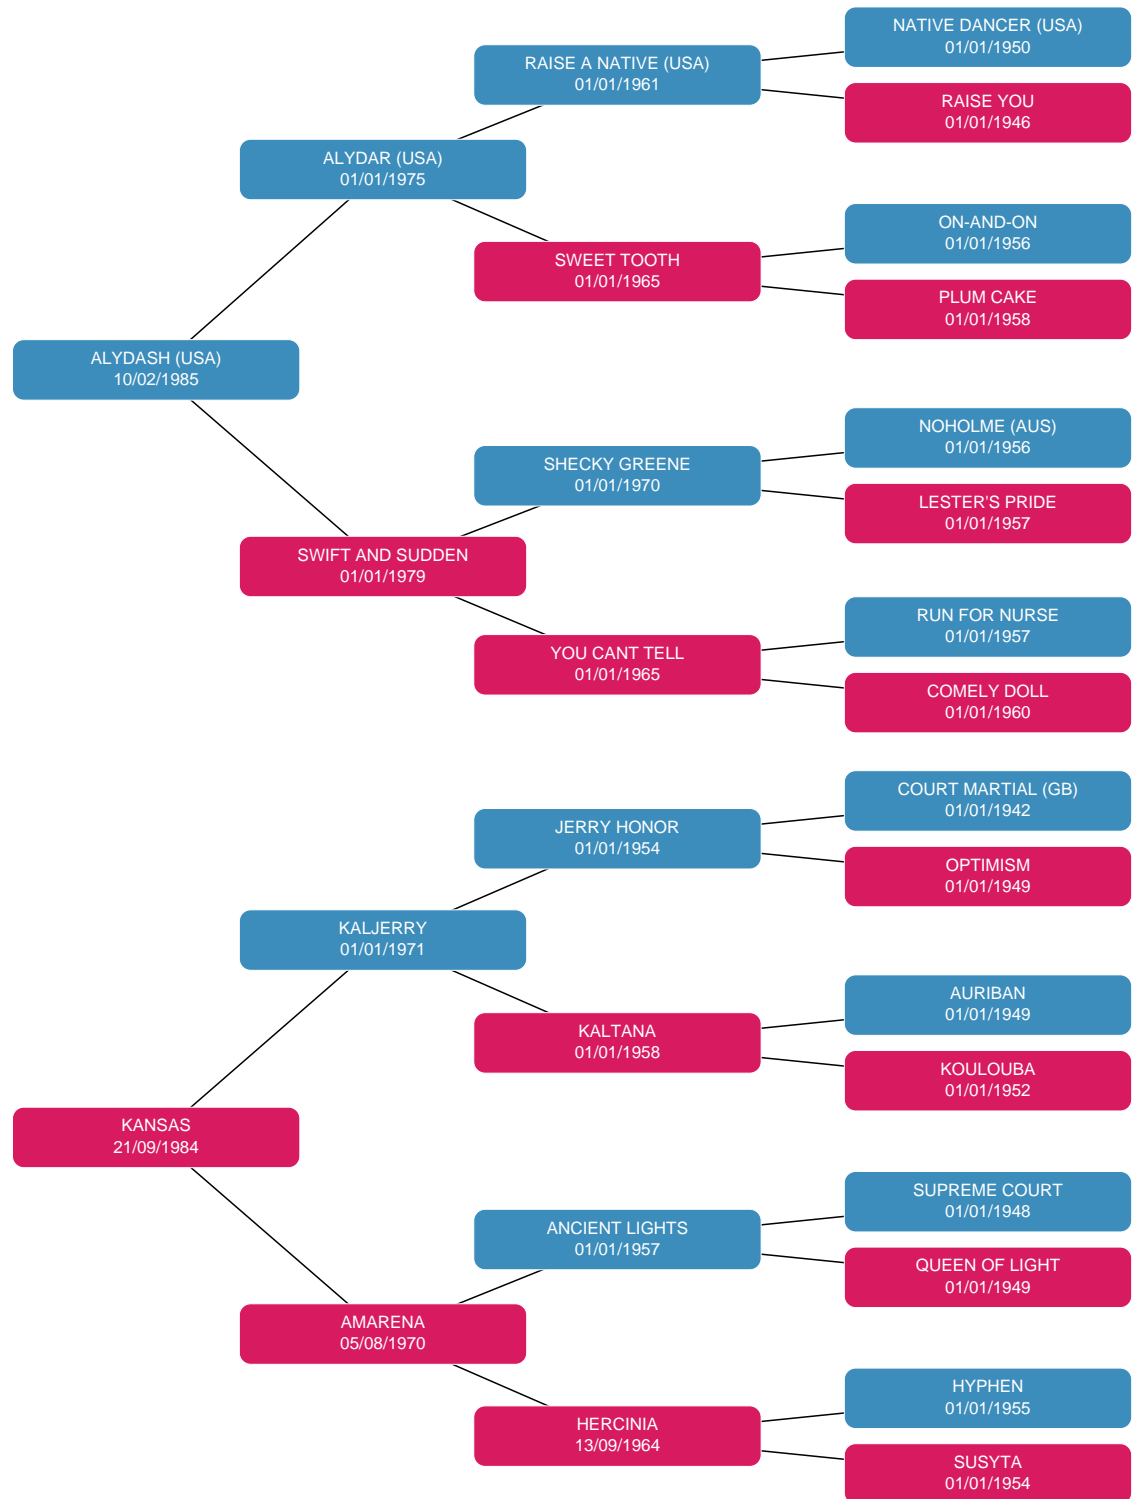 NATIVE DANCER (USA)
01/01/1950
RAISE A NATIVE (USA)
01/01/1961
RAISE YOU
01/01/1946
ALYDAR (USA)
01/01/1975
ON-AND-ON
01/01/1956
SWEET TOOTH
01/01/1965
PLUM CAKE
01/01/1958
ALYDASH (USA)
10/02/1985
NOHOLME (AUS)
01/01/1956
SHECKY GREENE
01/01/1970
LESTER'S PRIDE
01/01/1957
SWIFT AND SUDDEN
01/01/1979
RUN FOR NURSE
01/01/1957
YOU CANT TELL
01/01/1965
COMELY DOLL
01/01/1960
COURT MARTIAL (GB)
01/01/1942
JERRY HONOR
01/01/1954
OPTIMISM
01/01/1949
KALJERRY
01/01/1971
AURIBAN
01/01/1949
KALTANA
01/01/1958
KOULOUBA
01/01/1952
KANSAS
21/09/1984
SUPREME COURT
01/01/1948
ANCIENT LIGHTS
01/01/1957
QUEEN OF LIGHT
01/01/1949
AMARENA
05/08/1970
HYPHEN
01/01/1955
HERCINIA
13/09/1964
SUSYTA
01/01/1954